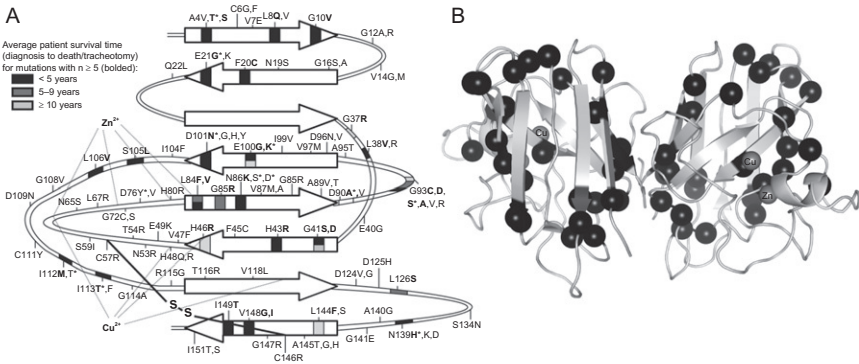 A
B
A4V,T*,S
C6G,F
V7E
L8Q,V
G10V
G12A,R
Average patient survival time
(diagnosis to death/tracheotomy)
for mutations with n ≥ 5 (bolded):
< 5 years
5–9 years
≥ 10 years
E21G*,K
Q22L
F20C
N19S
G16S,A
V14G,M
Zn²⁺
G37R
D101N*,G,H,Y
E100G,K*
I99V
D96N,V
V97M
A95T
L38V,R
I104F
S105L
L106V
G108V
D109N
N65S
L67R
D76Y*,V
H80R
L84F,V
G85R
N86K,S*,D*
G85R
V87M,A
A89V,T
D90A*,V
G93C,D,
S*,A,V,R
G72C,S
T54R
E49K
V47F
H46R
F45C
H43R
G41S,D
E40G
S59I
C57R
N53R
H48Q,R
C111Y
I112M,T*
I113T*,F
R115G
G114A
T116R
V118L
D124V,G
D125H
L126S
S
S
Cu²⁺
I149T
V148G,I
L144F,S
A140G
S134N
I151T,S
G147R
C146R
A145T,G,H
G141E
N139H*,K,D
Cu
Cu
Zn